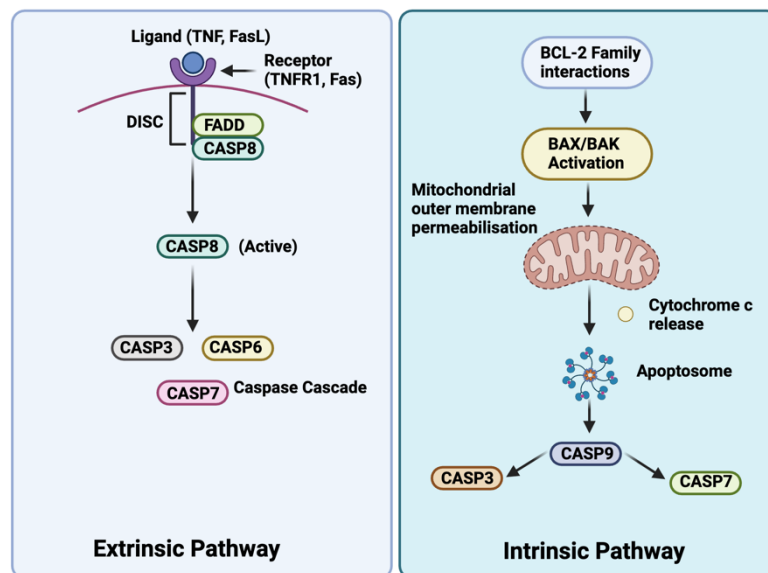 Ligand (TNF, FasL)
Receptor
(TNFR1, Fas)
DISC
FADD
CASP8
CASP8
(Active)
CASP3
CASP6
CASP7
Caspase Cascade
Extrinsic Pathway
BCL-2 Family
interactions
BAX/BAK
Activation
Mitochondrial
outer membrane
permeabilisation
Cytochrome c
release
Apoptosome
CASP9
CASP3
CASP7
Intrinsic Pathway